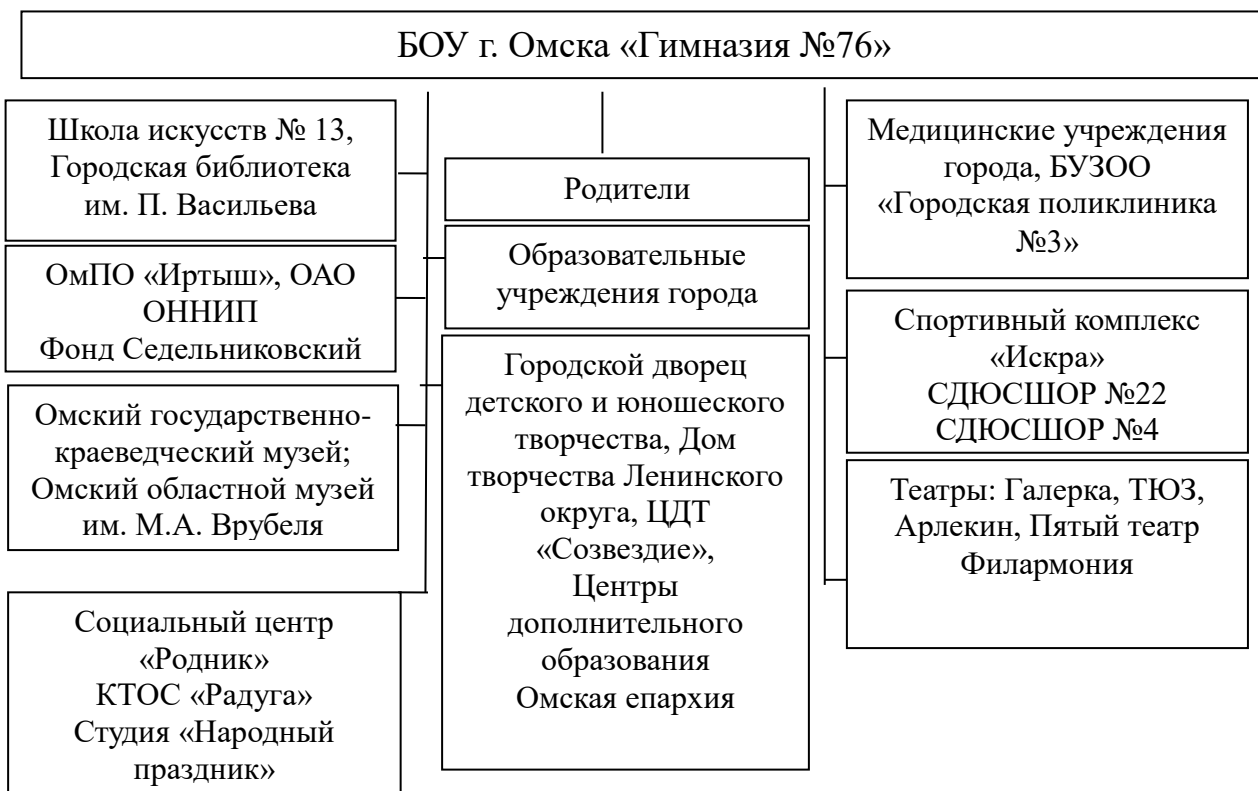 БОУ г. Омска «Гимназия №76»
Школа искусств № 13,
Городская библиотека
им. П. Васильева
ОмПО «Иртыш», ОАО
ОННИП
Фонд Седельниковский
Омский государственно-
краеведческий музей;
Омский областной музей
им. М.А. Врубеля
Социальный центр
«Родник»
КТОС «Радуга»
Студия «Народный
праздник»
Родители
Образовательные
учреждения города
Городской дворец
детского и юношеского
творчества, Дом
творчества Ленинского
округа, ЦДТ
«Созвездие»,
Центры
дополнительного
образования
Омская епархия
Медицинские учреждения
города, БУЗОО
«Городская поликлиника
№3»
Спортивный комплекс
«Искра»
СДЮСШОР №22
СДЮСШОР №4
Театры: Галерка, ТЮЗ,
Арлекин, Пятый театр
Филармония